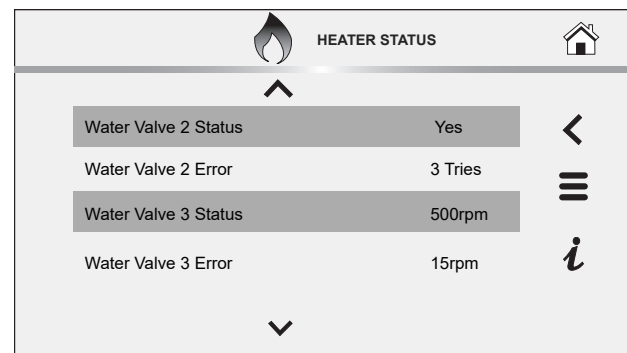 HEATER STATUS
Water Valve 2 Status Yes
Water Valve 2 Error 3 Tries
Water Valve 3 Status 500rpm
Water Valve 3 Error 15rpm
i